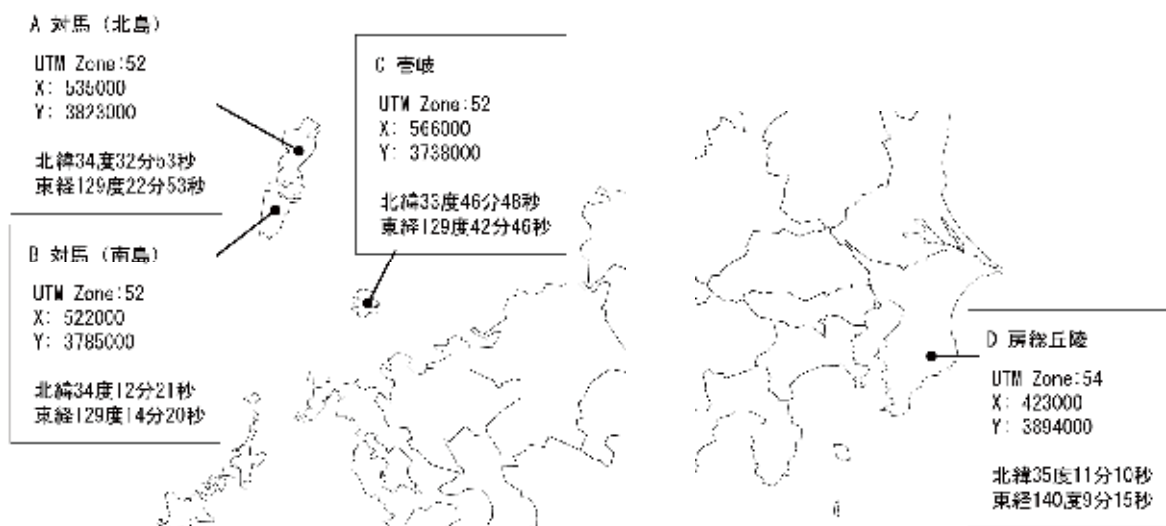 A 対馬（北島）
UTM Zone:52
X: 535000
Y: 3823000
北緯34度32分53秒
東経129度22分53秒
B 対馬（南島）
UTM Zone:52
X: 522000
Y: 3785000
北緯34度12分21秒
東経129度14分20秒
C 壱岐
UTM Zone:52
X: 566000
Y: 3738000
北緯33度46分48秒
東経129度42分46秒
D 房総丘陵
UTM Zone:54
X: 423000
Y: 3894000
北緯35度11分10秒
東経140度9分15秒